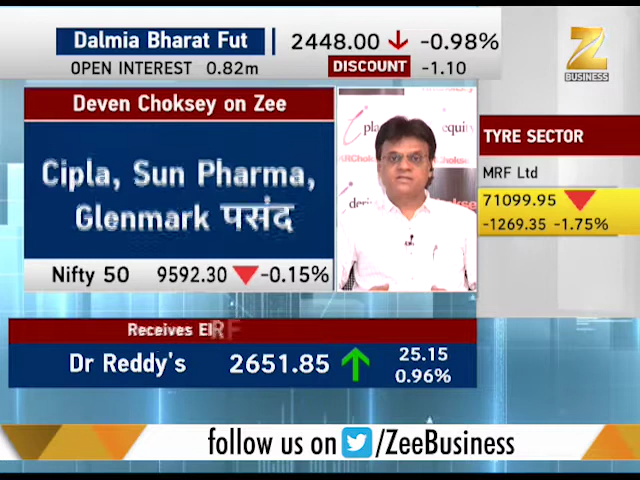 Dalmia Bharat Fut
2448.00 -0.98%
OPEN INTEREST 0.82m
DISCOUNT -1.10
Z
ZEE
BUSINESS
Deven Choksey on Zee
Cipla, Sun Pharma,
Glenmark पसंद
Nifty 50 9592.30 -0.15%
equity
TYRE SECTOR
MRF Ltd
71099.95
-1269.35 -1.75%
Receives EI
Dr Reddy's 2651.85 25.15
0.96%
follow us on /ZeeBusiness